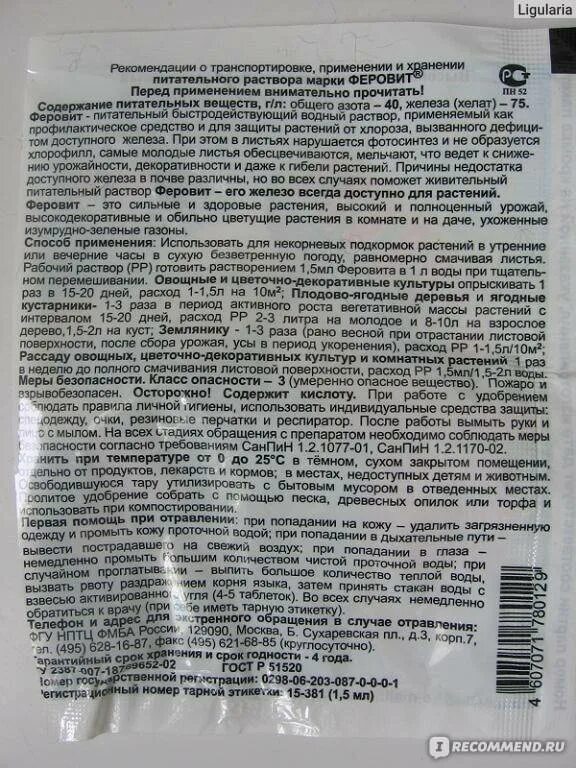 Ligularia
Рекомендации о транспортировке, применении и хранении
питательного раствора марки ФЕРОВИТ®
Перед применением внимательно прочитать!
ПН 52
Содержание питательных веществ, г/л: общего азота – 40, железа (хелат) – 75.
Феровит - питательный быстродействующий водный раствор, применяемый как
профилактическое средство и для защиты растений от хлороза, вызванного дефици-
том доступного железа. При этом в листьях нарушается фотосинтез и не образуется
хлорофилл, самые молодые листья обесцвечиваются, мельчают, что ведет к сниже-
нию урожайности, декоративности и даже к гибели растений. Причины недостатка
доступного железа в почве различны, но во всех случаях поможет живительный
питательный раствор Феровит – его железо всегда доступно для растений.
Феровит – это сильные и здоровые растения, высокий и полноценный урожай,
высокодекоративные и обильно цветущие растения в комнате и на даче, ухоженные
изумрудно-зеленые газоны.
Способ применения: Использовать для некорневых подкормок растений в утренние
или вечерние часы в сухую безветренную погоду, равномерно смачивая листья.
Рабочий раствор (РР) готовить растворением 1,5мл Феровита в 1 л воды при тщатель-
ном перемешивании. Овощные и цветочно-декоративные культуры опрыскивать 1
раз в 15-20 дней, расход 1-1,5л на 10м²; Плодово-ягодные деревья и ягодные
кустарники- 1-3 раза в период активного роста вегетативной массы растений с
интервалом 15-20 дней, расход РР 2-3 литра на молодое и 8-10л на взрослое
дерево,1,5-2л на куст; Землянику - 1-3 раза (рано весной при отрастании листовой
поверхности, после сбора урожая, усы в период укоренения), расход РР 1-1,5л/10м²;
Рассаду овощных, цветочно-декоративных культур и комнатных растений 1 раз
в неделю до полного смачивания листовой поверхности, расход РР 1,5мл/1,5-2л воды.
Меры безопасности. Класс опасности – 3 (умеренно опасное вещество). Пожаро и
взрывобезопасен. Осторожно! Содержит кислоту. При работе с удобрением
соблюдать правила личной гигиены, использовать индивидуальные средства защиты:
спецодежду, очки, резиновые перчатки и респиратор. После работы вымыть руки и
лицо с мылом. На всех стадиях обращения с препаратом необходимо соблюдать меры
безопасности согласно требованиям СанПиН 1.2.1077-01, СанПиН 1.2.1170-02.
Хранить при температуре от 0 до 25°С в тёмном, сухом закрытом помещении,
отдельно от продуктов, лекарств и кормов; в местах, недоступных детям и животным.
Освободившуюся тару утилизировать с бытовым мусором в отведенных местах.
Пролитое удобрение собрать с помощью песка, древесных опилок или торфа и
использовать при компостировании.
Первая помощь при отравлении: при попадании на кожу – удалить загрязненную
одежду и промыть кожу проточной водой; при попадании в дыхательные пути –
вывести пострадавшего на свежий воздух; при попадании в глаза –
немедленно промыть большим количеством чистой проточной воды; при
случайном проглатывании – выпить большое количество теплой воды,
вызвать рвоту раздражением корня языка, затем принять стакан воды с
взвесью активированного угля (4-5 таблеток). Во всех случаях немедленно
обратиться к врачу (при себе иметь тарную этикетку).
Телефон и адрес для экстренного обращения в случае отравления:
ФГУ НПТЦ ФМБА России, 129090, Москва, Б. Сухаревская пл., д.3, корп.7,
тел. (495) 628-16-87, факс (495) 621-68-85 (круглосуточно).
Гарантийный срок хранения и срок годности - 4 года.
ГОСТ Р 51520
Номер государственной регистрации: 0298-06-203-087-0-0-0-1
Регистрационный номер тарной этикетки: 15-381 (1,5 мл)
4 607071 780129
I RECOMMEND.RU